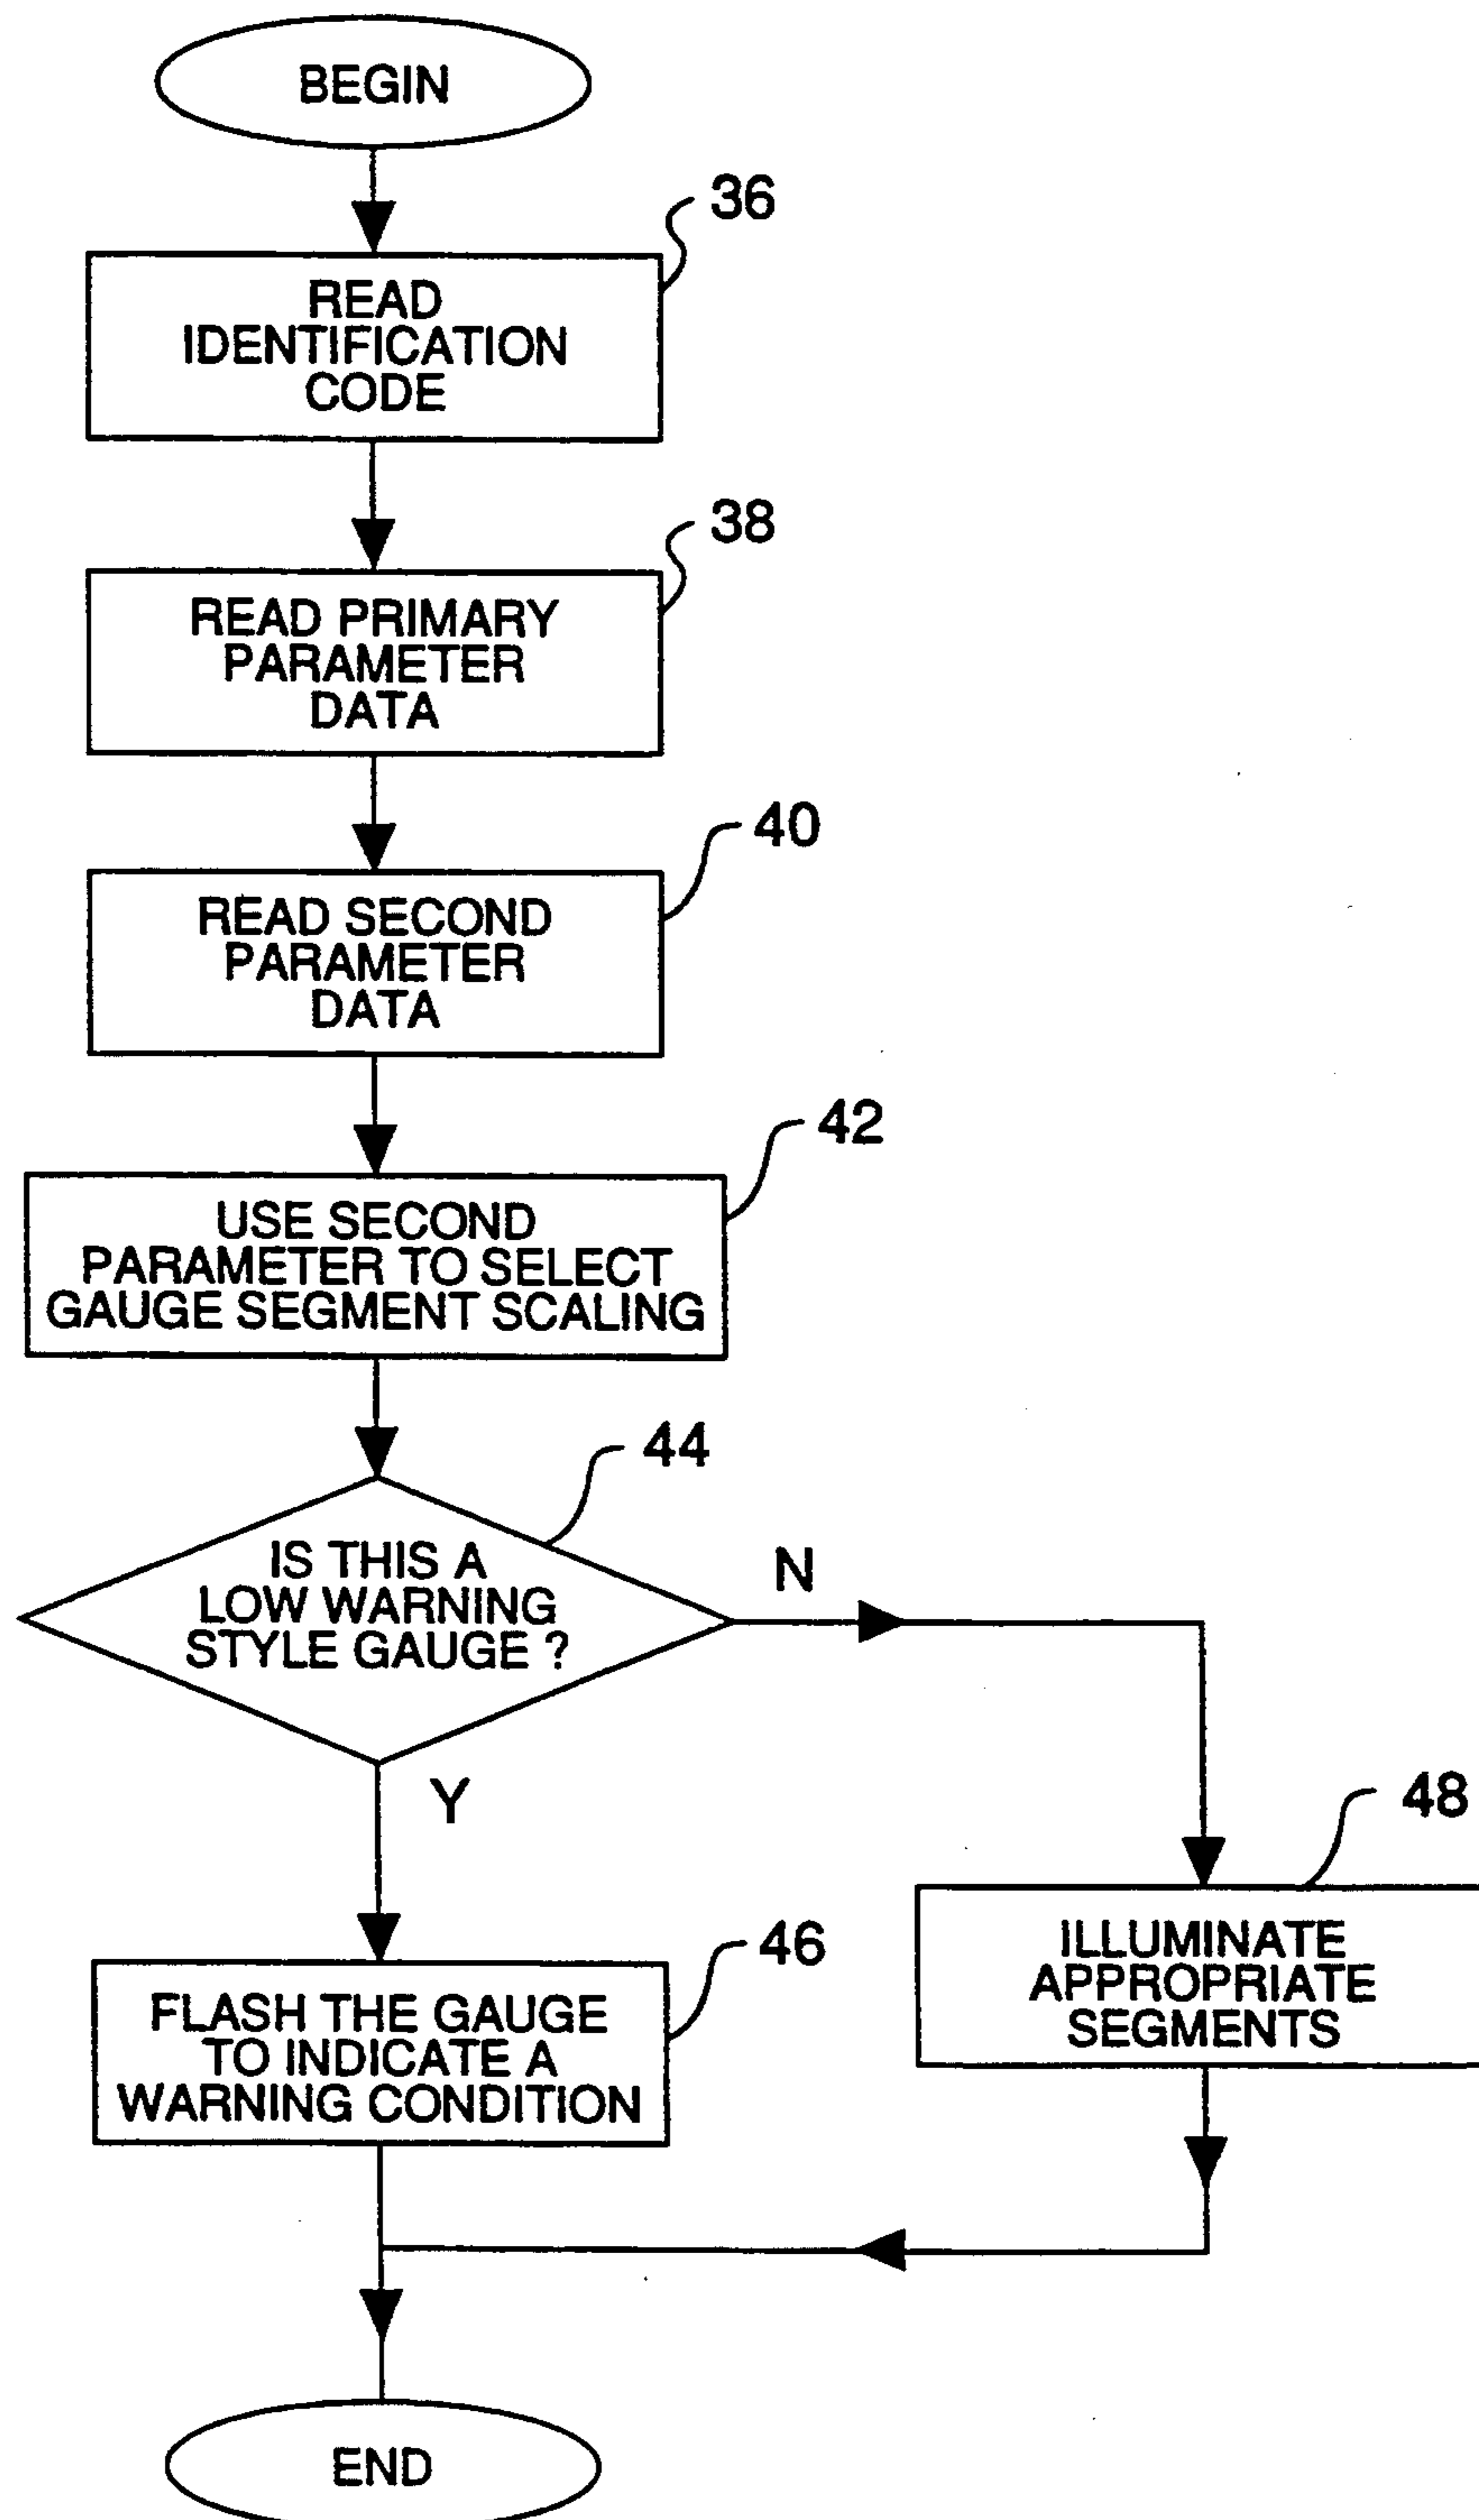 BEGIN
36
READ
IDENTIFICATION
CODE
38
READ PRIMARY
PARAMETER
DATA
40
READ SECOND
PARAMETER
DATA
42
USE SECOND
PARAMETER TO SELECT
GAUGE SEGMENT SCALING
44
IS THIS A
LOW WARNING
STYLE GAUGE ?
N
Y
48
ILLUMINATE
APPROPRIATE
SEGMENTS
46
FLASH THE GAUGE
TO INDICATE A
WARNING CONDITION
END